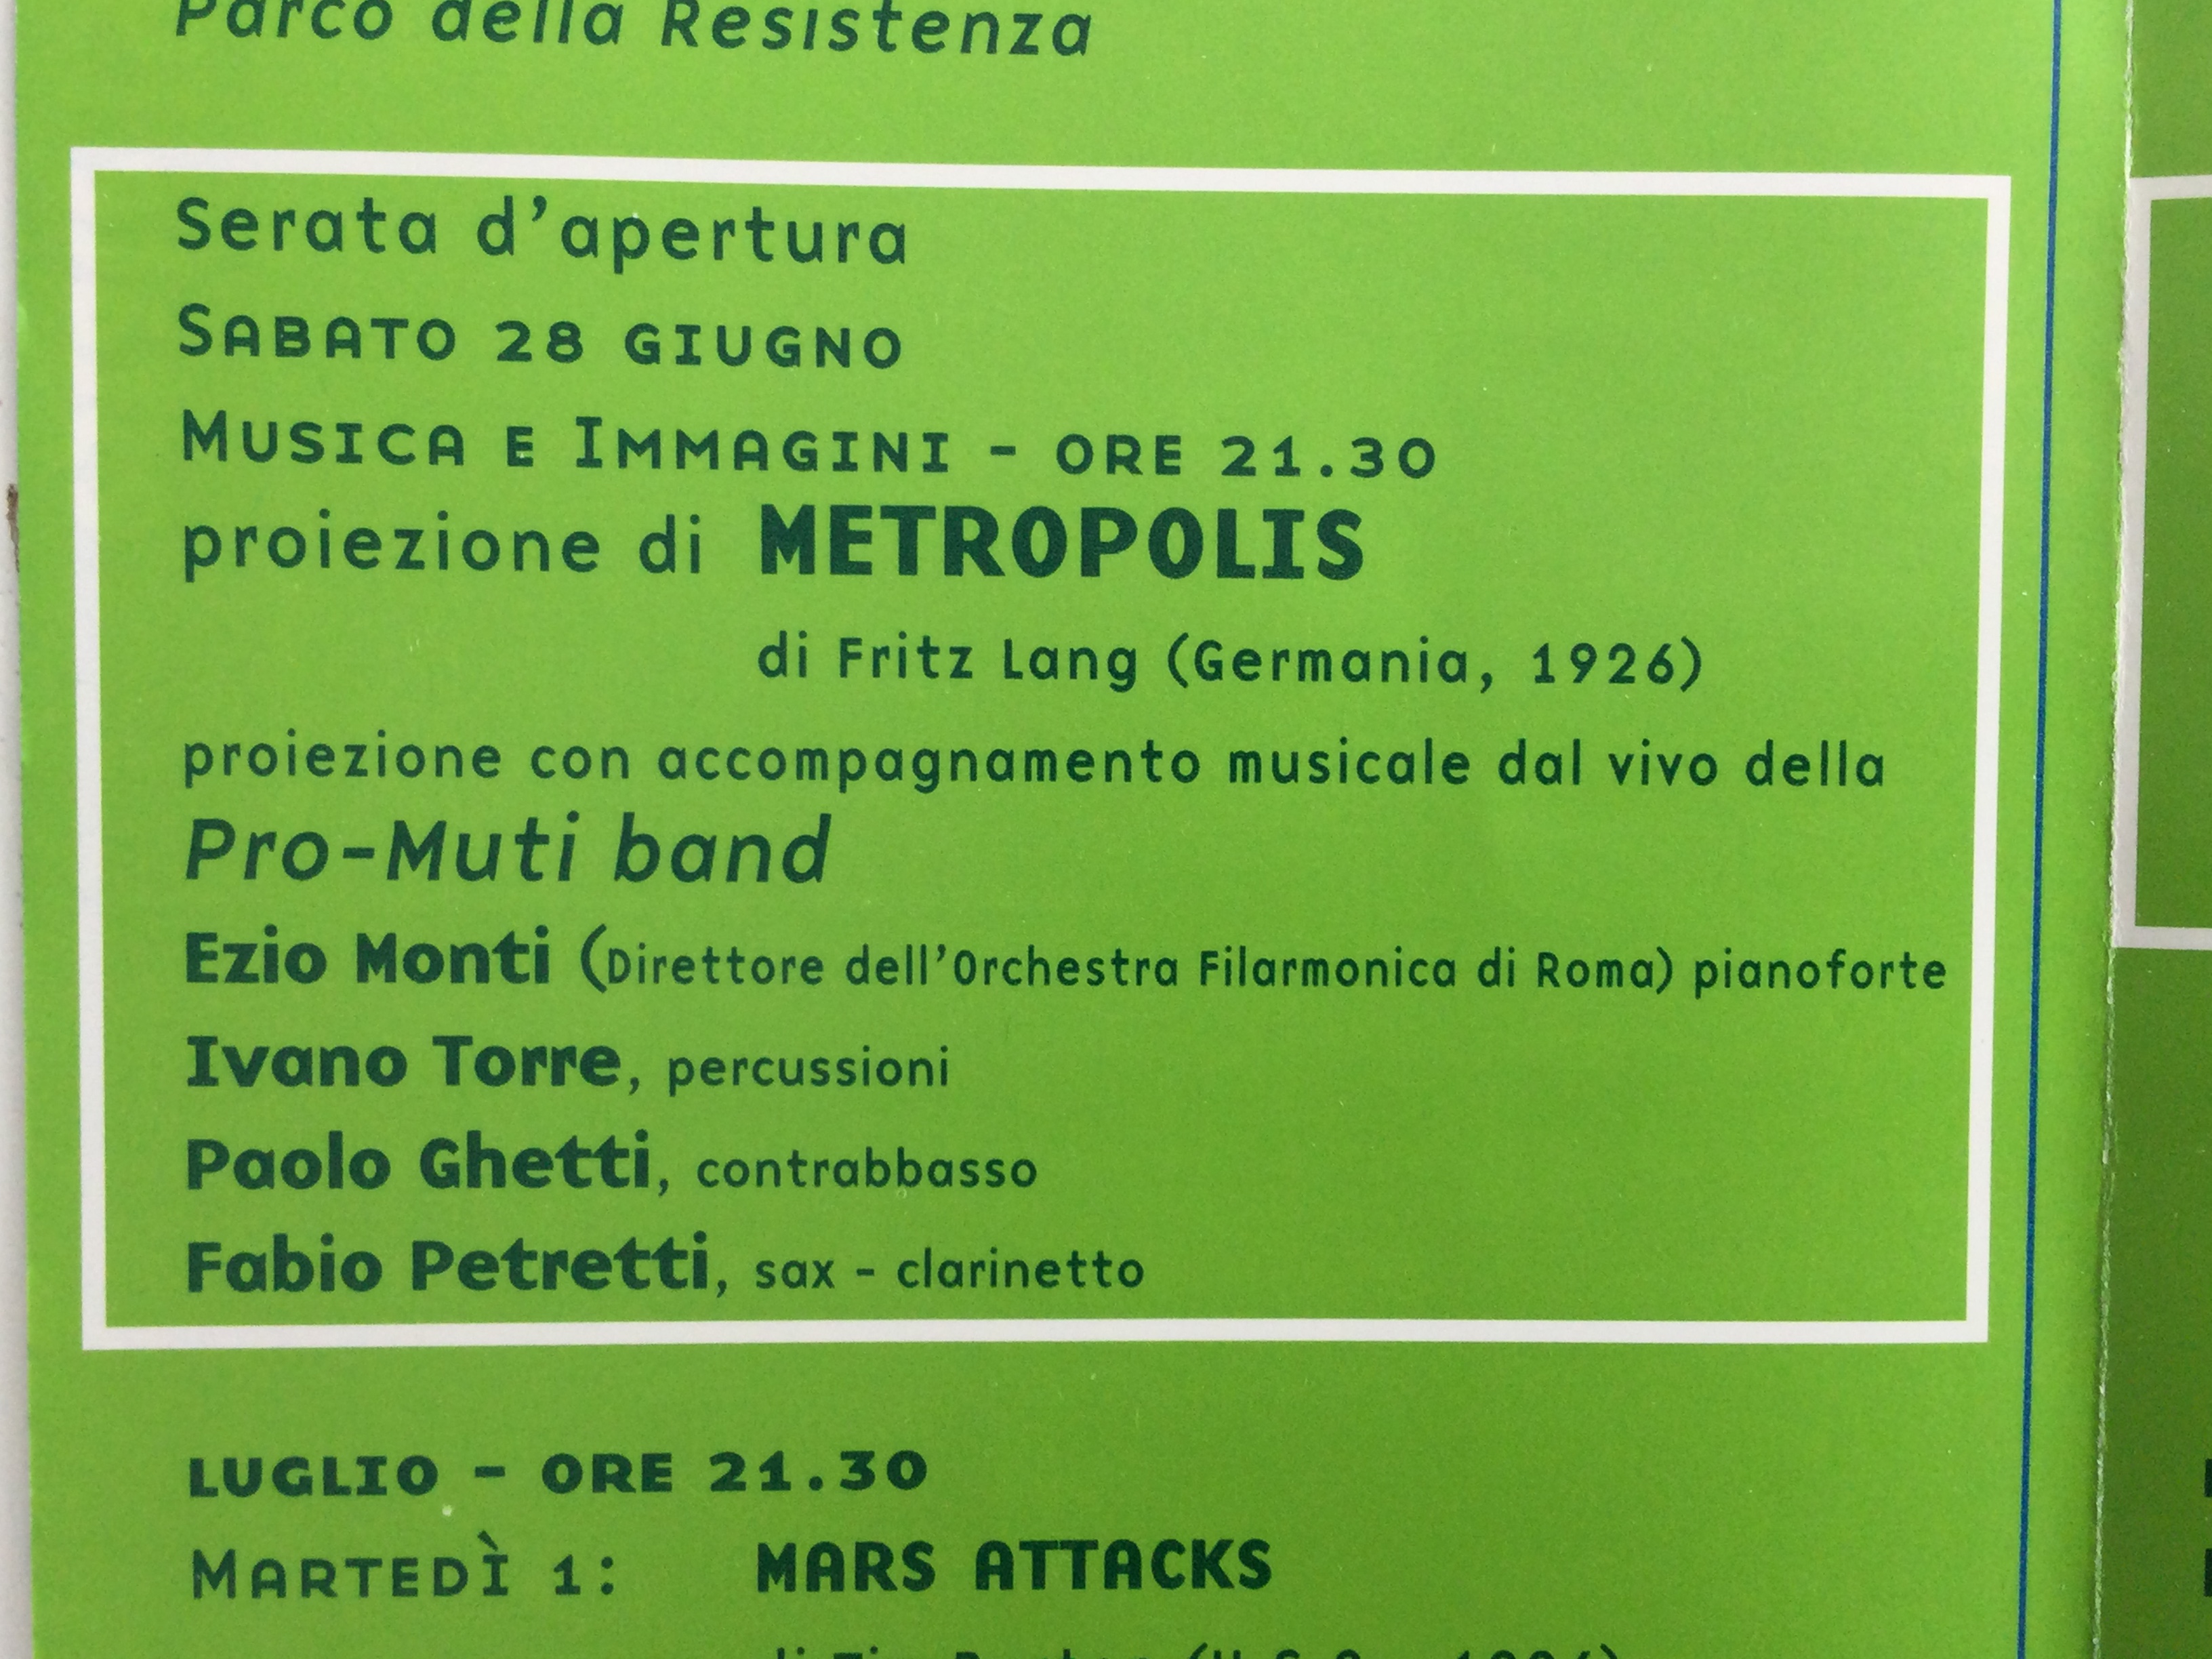 Parco della Resistenza
Serata d'apertura
SABATO 28 GIUGNO
MUSICA E IMMAGINI - ORE 21.30
proiezione di METROPOLIS
di Fritz Lang (Germania, 1926)
proiezione con accompagnamento musicale dal vivo della
Pro-Muti band
Ezio Monti (Direttore dell'Orchestra Filarmonica di Roma) pianoforte
Ivano Torre, percussioni
Paolo Ghetti, contrabbasso
Fabio Petretti, sax - clarinetto
LUGLIO - ORE 21.30
MARTEDÌ 1: MARS ATTACKS